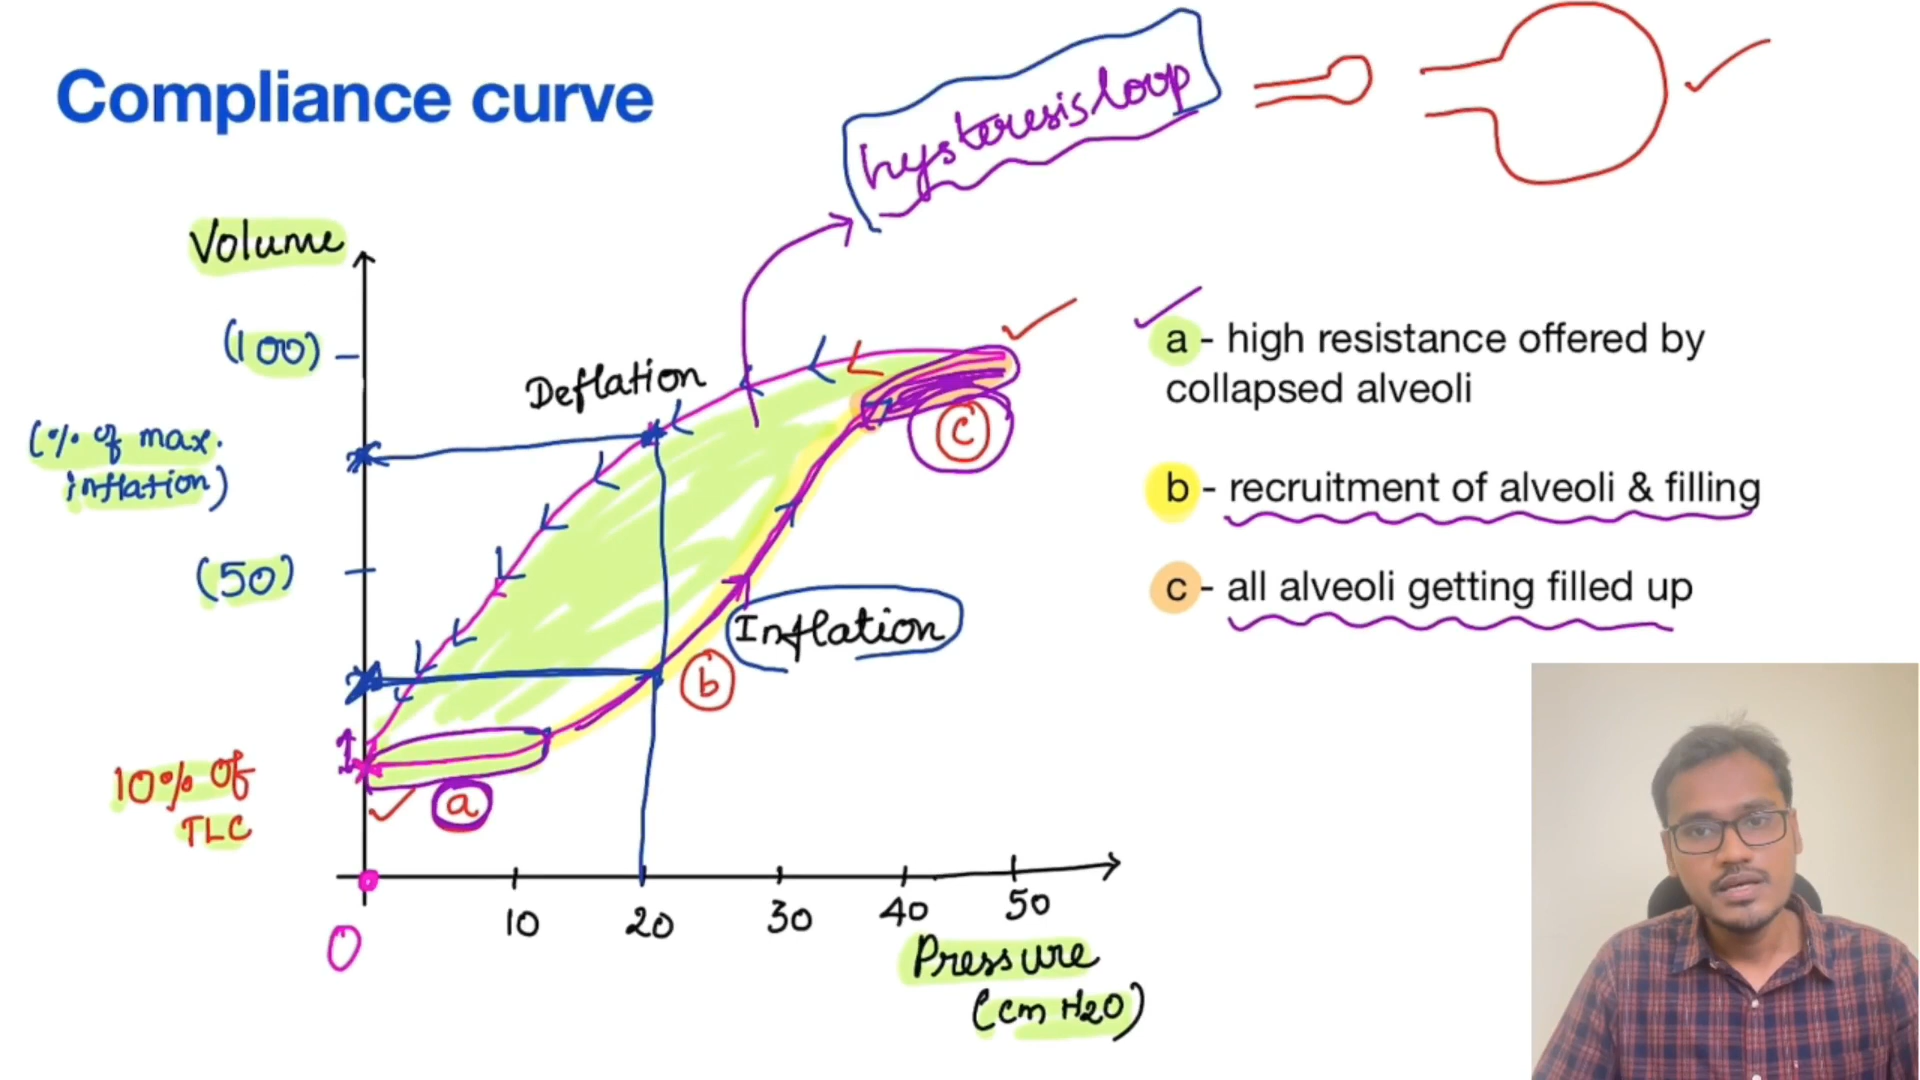 Compliance curve
hysteresis loop
Volume
(100)
Deflation
(% of max.
inflation)
(50)
Inflation
b
c
10% of
TLC
a
0
10
20
30
40
50
Pressure
(cm H2O)
a - high resistance offered by
collapsed alveoli
b - recruitment of alveoli & filling
c - all alveoli getting filled up